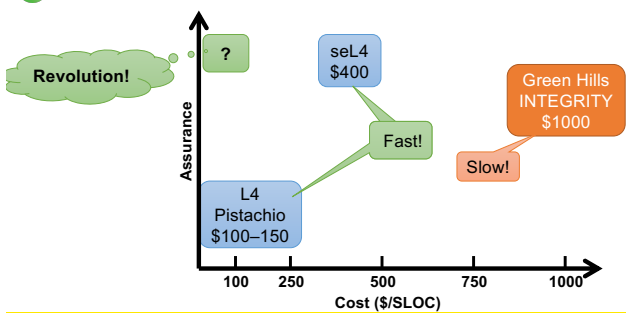 Revolution!
?
seL4
$400
Green Hills
INTEGRITY
$1000
Fast!
Slow!
L4
Pistachio
$100–150
Assurance
100 250 500 750 1000
Cost ($/SLOC)